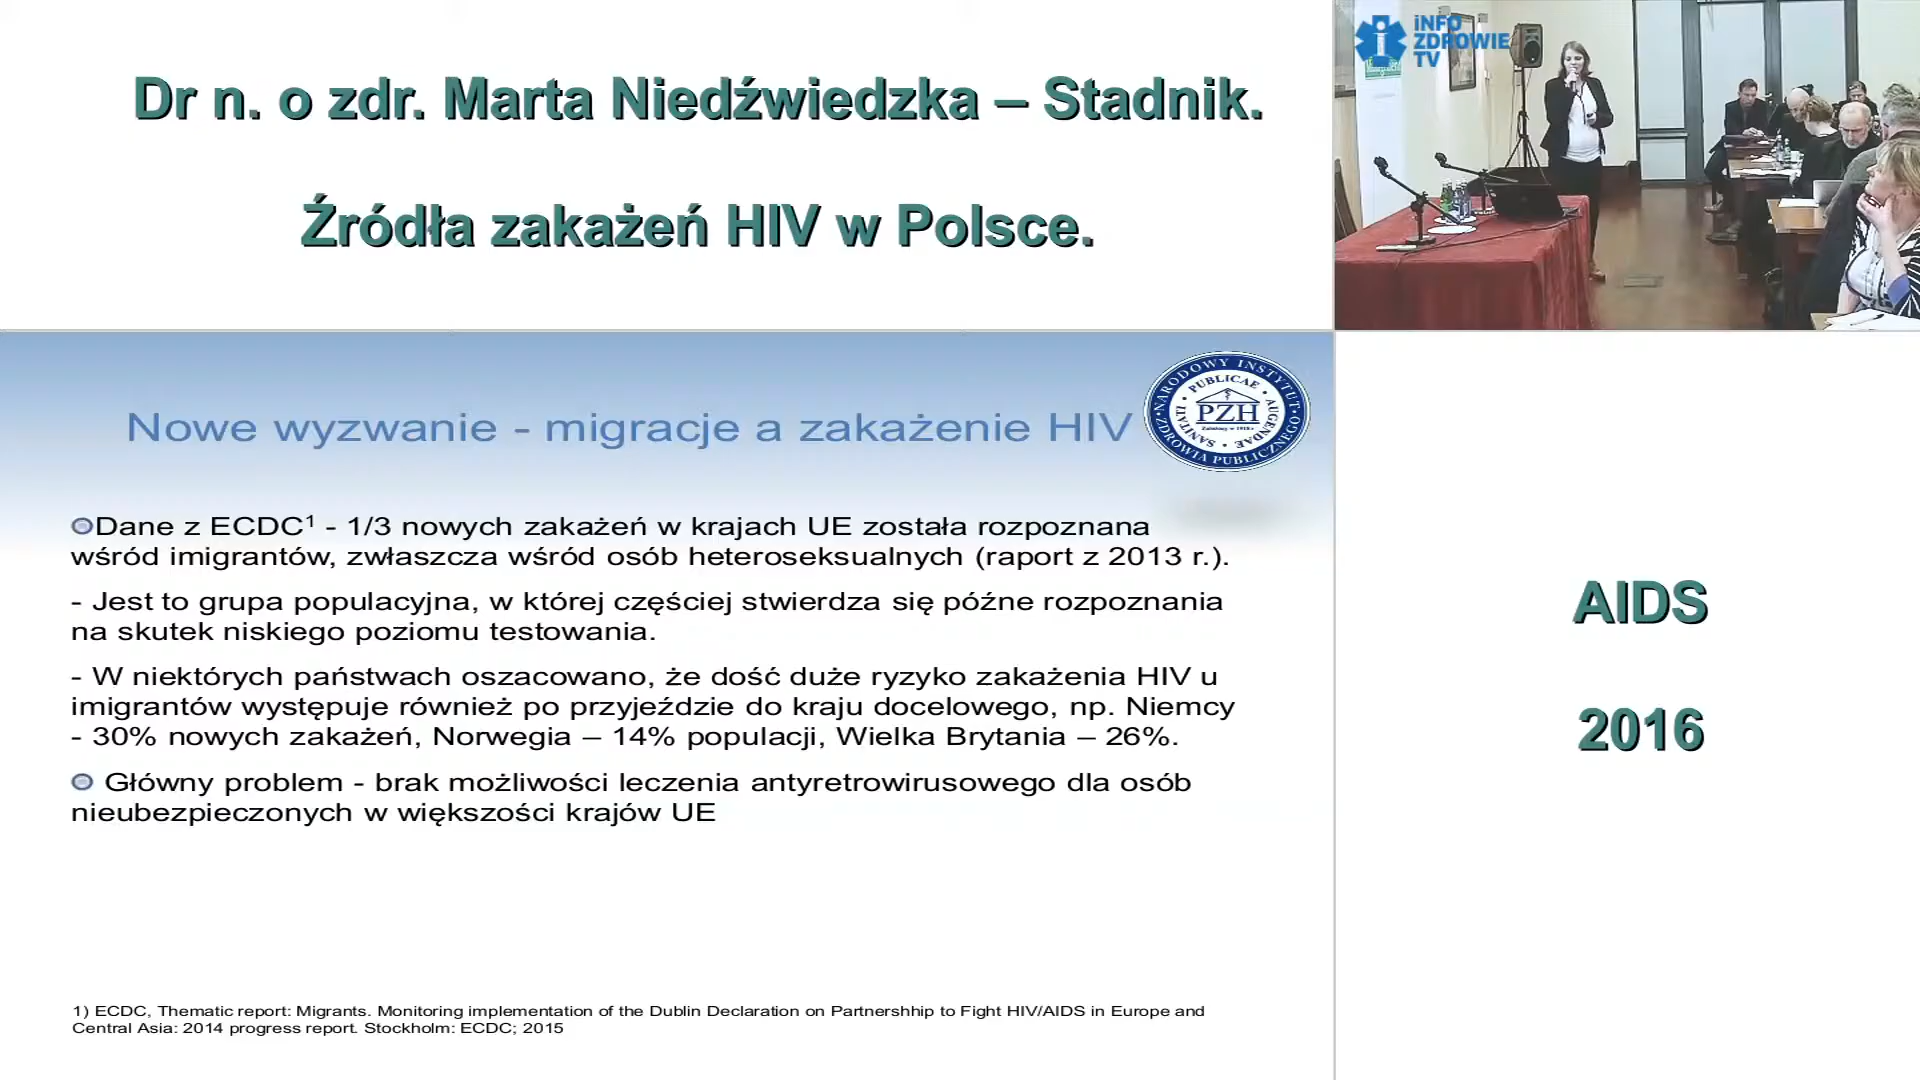 Dr n. o zdr. Marta Niedźwiedzka – Stadnik.
Źródła zakażeń HIV w Polsce.
iNFO
ZDROWIE
TV
Nowe wyzwanie - migracje a zakażenie HIV
NARODOWY INSTYTUT
ZDROWIA PUBLICZNEGO
SANITATI PUBLICAE AUGENDAE
PZH
Założony w 1918 r
Dane z ECDC¹ - 1/3 nowych zakażeń w krajach UE została rozpoznana
wśród imigrantów, zwłaszcza wśród osób heteroseksualnych (raport z 2013 r.).
- Jest to grupa populacyjna, w której częściej stwierdza się późne rozpoznania
na skutek niskiego poziomu testowania.
- W niektórych państwach oszacowano, że dość duże ryzyko zakażenia HIV u
imigrantów występuje również po przyjeździe do kraju docelowego, np. Niemcy
- 30% nowych zakażeń, Norwegia – 14% populacji, Wielka Brytania – 26%.
Główny problem - brak możliwości leczenia antyretrowirusowego dla osób
nieubezpieczonych w większości krajów UE
1) ECDC, Thematic report: Migrants. Monitoring implementation of the Dublin Declaration on Partnershhip to Fight HIV/AIDS in Europe and
Central Asia: 2014 progress report. Stockholm: ECDC; 2015
AIDS
2016